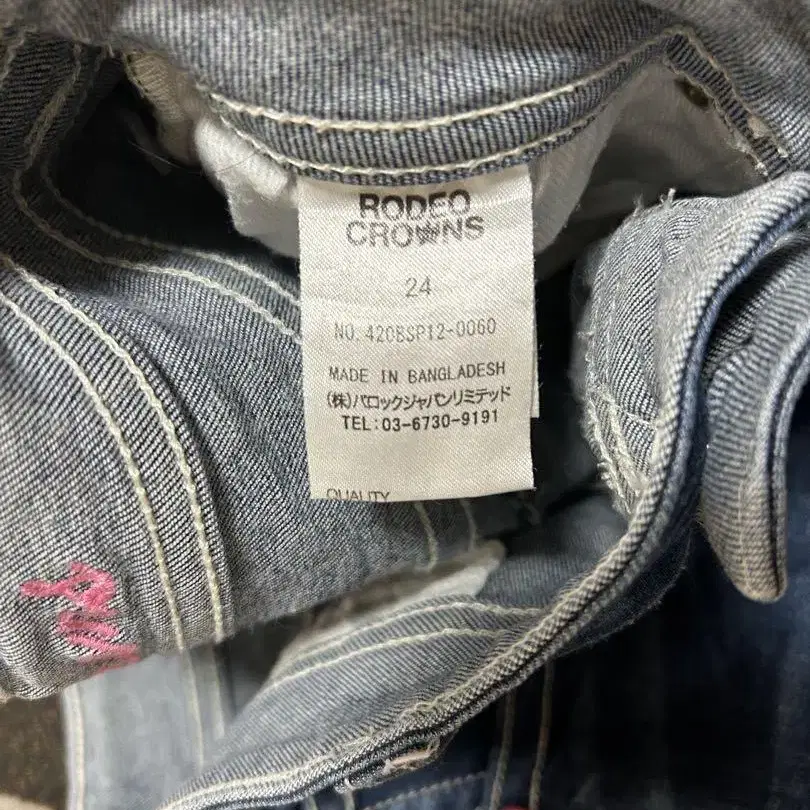 RODEO
CROWNS
24
NO. 420BSP12-0060
MADE IN BANGLADESH
(株)バロックジャパンリミテッド
TEL:03-6730-9191
QUALITY